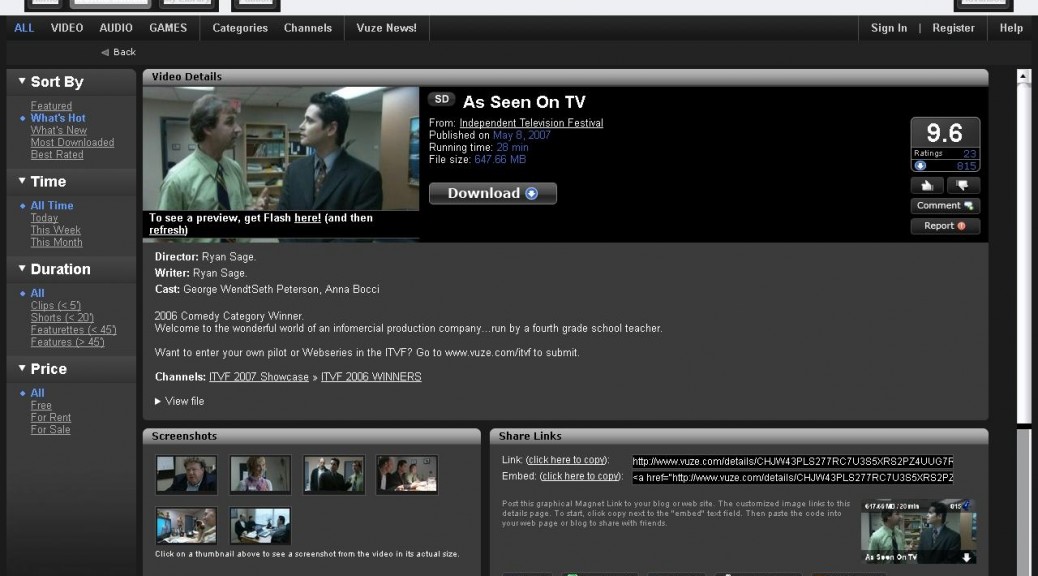 ALL VIDEO AUDIO GAMES Categories Channels Vuze News! Sign In | Register Help
Back
Sort By
Featured
What's Hot
What's New
Most Downloaded
Best Rated
Time
All Time
Today
This Week
This Month
Duration
All
Clips (< 5')
Shorts (< 20')
Featurettes (< 45')
Features (> 45')
Price
All
Free
For Rent
For Sale
Video Details
SD As Seen On TV
From: Independent Television Festival
Published on May 8, 2007
Running time: 28 min
File size: 647.66 MB
Download
To see a preview, get Flash here! (and then
refresh)
9.6
Ratings 23
815
Comment
Report
Director: Ryan Sage.
Writer: Ryan Sage.
Cast: George WendtSeth Peterson, Anna Bocci
2006 Comedy Category Winner.
Welcome to the wonderful world of an infomercial production company...run by a fourth grade school teacher.
Want to enter your own pilot or Webseries in the ITVF? Go to www.vuze.com/itvf to submit.
Channels: ITVF 2007 Showcase » ITVF 2006 WINNERS
View file
Screenshots
Click on a thumbnail above to see a screenshot from the video in its actual size.
Share Links
Link: (click here to copy): http://www.vuze.com/details/CHJW43PLS277RC7U3S5XRS2PZ4UUG7F
Embed: (click here to copy): <a href="http://www.vuze.com/details/CHJW43PLS277RC7U3S5XRS2PZ
Post this graphical Magnet Link to your blog or web site. The customized image links to this
details page. To start, click copy next to the "embed" text field. Then paste the code into
your web page or blog to share with friends.
647.66 MB / 28 min 815
As Seen On TV